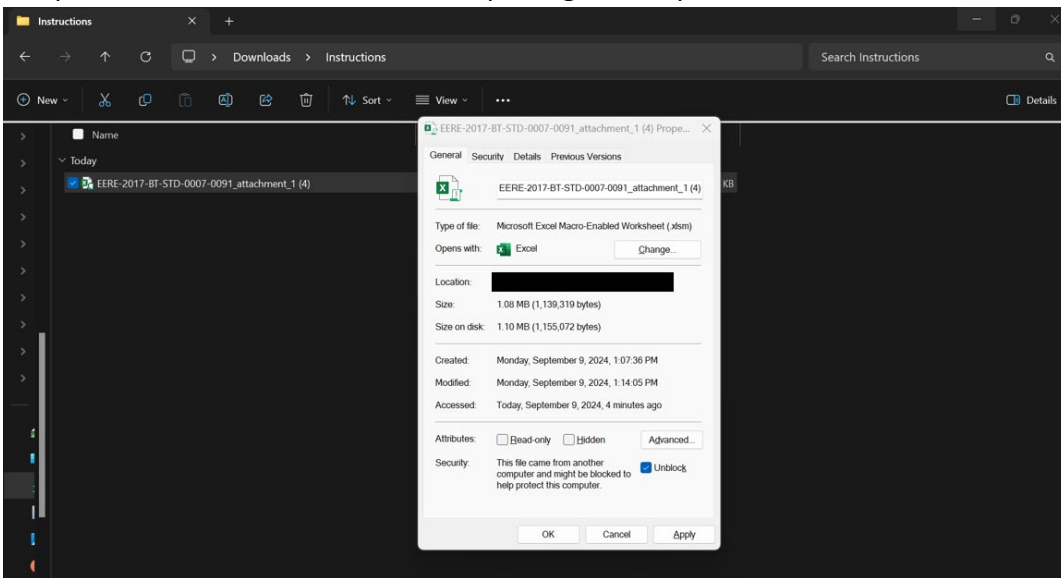 Instructions
Downloads > Instructions
Search Instructions
New
Sort
View
Details
Name
Today
EERE-2017-BT-STD-0007-0091_attachment_1 (4)
KB
EERE-2017-BT-STD-0007-0091_attachment_1 (4) Prope...
General Security Details Previous Versions
EERE-2017-BT-STD-0007-0091_attachment_1 (4)
Type of file: Microsoft Excel Macro-Enabled Worksheet (.xlsm)
Opens with: Excel Change...
Location:
Size: 1.08 MB (1,139,319 bytes)
Size on disk: 1.10 MB (1,155,072 bytes)
Created: Monday, September 9, 2024, 1:07:36 PM
Modified: Monday, September 9, 2024, 1:14:05 PM
Accessed: Today, September 9, 2024, 4 minutes ago
Attributes: Read-only Hidden Advanced...
Security: This file came from another
computer and might be blocked to
help protect this computer.
Unblock
OK Cancel Apply